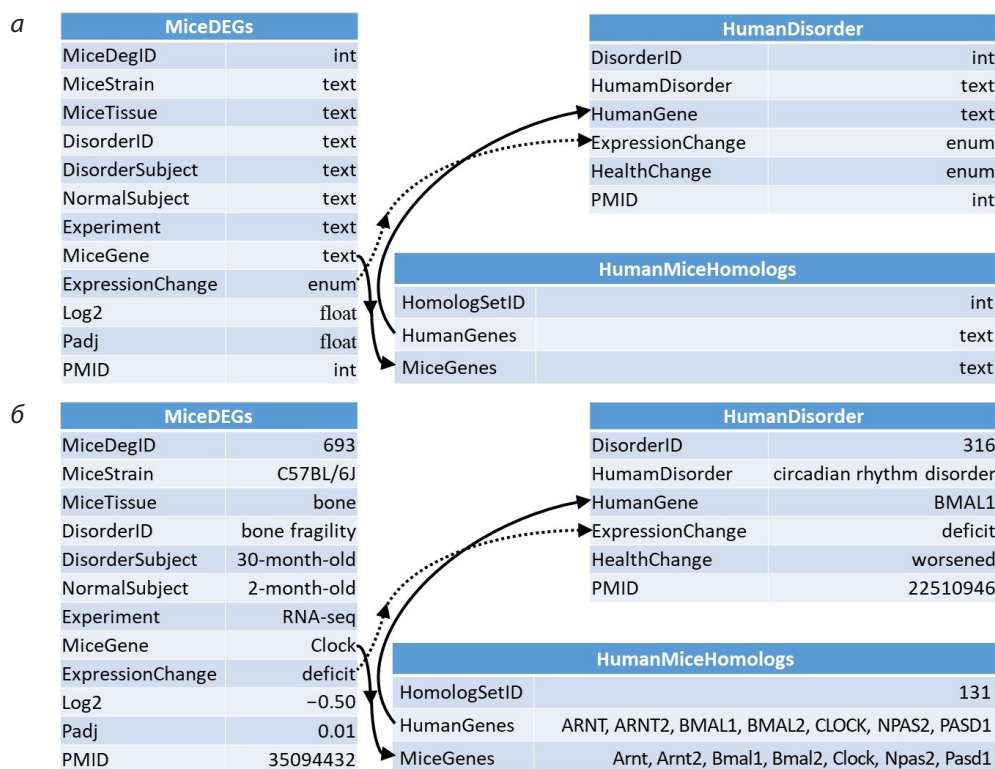 а
MiceDEGs
MiceDegID int
MiceStrain text
MiceTissue text
DisorderID text
DisorderSubject text
NormalSubject text
Experiment text
MiceGene text
ExpressionChange enum
Log2 float
Padj float
PMID int
HumanDisorder
DisorderID int
HumamDisorder text
HumanGene text
ExpressionChange enum
HealthChange enum
PMID int
HumanMiceHomologs
HomologSetID int
HumanGenes text
MiceGenes text
б
MiceDEGs
MiceDegID 693
MiceStrain C57BL/6J
MiceTissue bone
DisorderID bone fragility
DisorderSubject 30-month-old
NormalSubject 2-month-old
Experiment RNA-seq
MiceGene Clock
ExpressionChange deficit
Log2 −0.50
Padj 0.01
PMID 35094432
HumanDisorder
DisorderID 316
HumamDisorder circadian rhythm disorder
HumanGene BMAL1
ExpressionChange deficit
HealthChange worsened
PMID 22510946
HumanMiceHomologs
HomologSetID 131
HumanGenes ARNT, ARNT2, BMAL1, BMAL2, CLOCK, NPAS2, PASD1
MiceGenes Arnt, Arnt2, Bmal1, Bmal2, Clock, Npas2, Pasd1